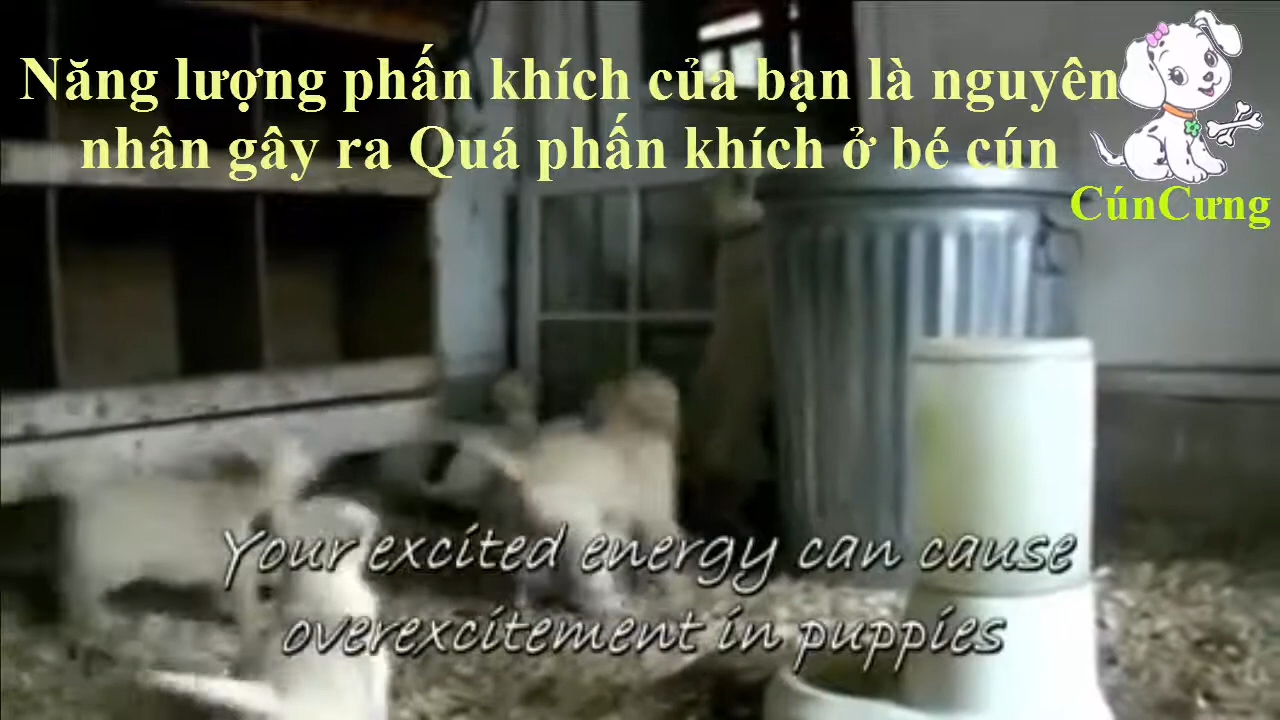 Năng lượng phấn khích của bạn là nguyên
nhân gây ra Quá phấn khích ở bé cún
CúnCưng
Your excited energy can cause
overexcitement in puppies